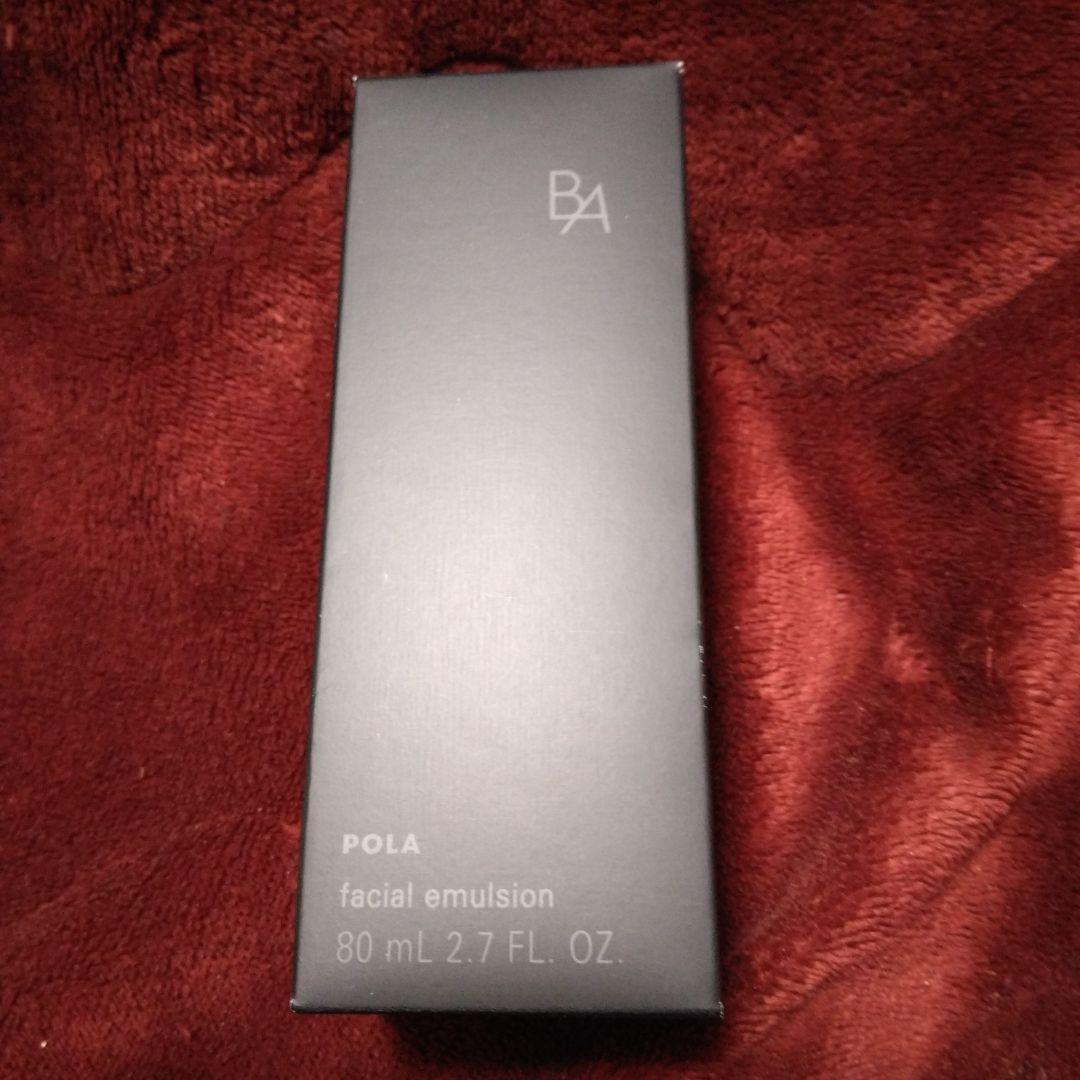 BA
POLA
facial emulsion
80 mL 2.7 FL. OZ.